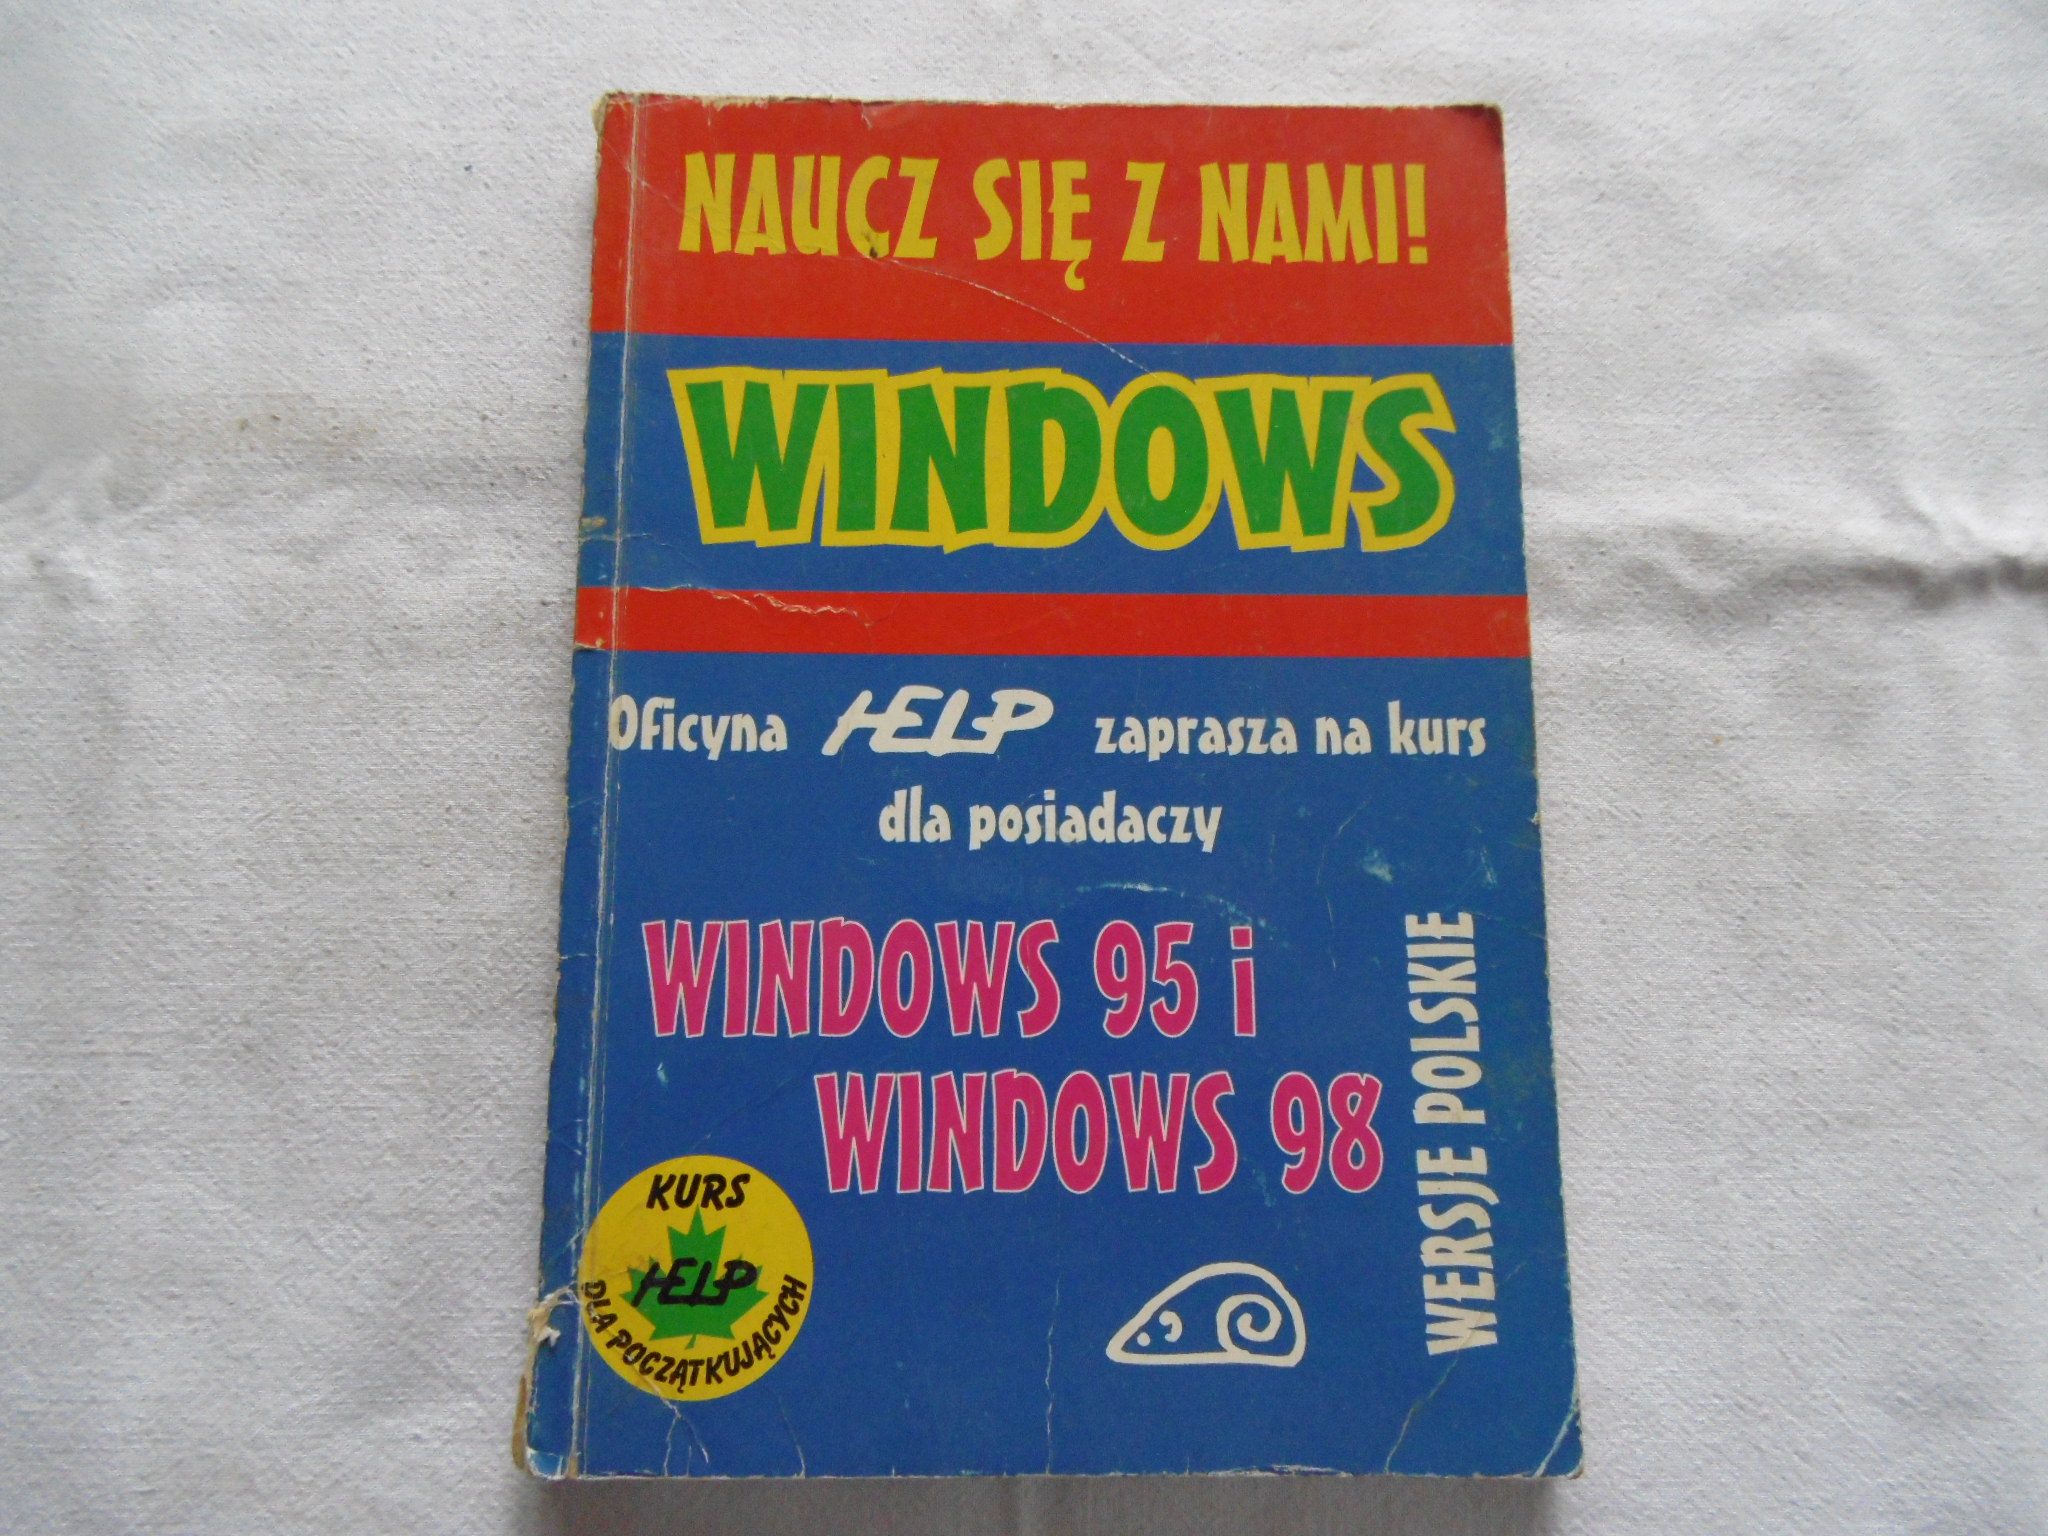 NAUCZ SIĘ Z NAMI!
WINDOWS
Oficyna HELP zaprasza na kurs
dla posiadaczy
WINDOWS 95 i
WINDOWS 98
WERSJE POLSKIE
KURS
HELP
DLA POCZĄTKUJĄCYCH